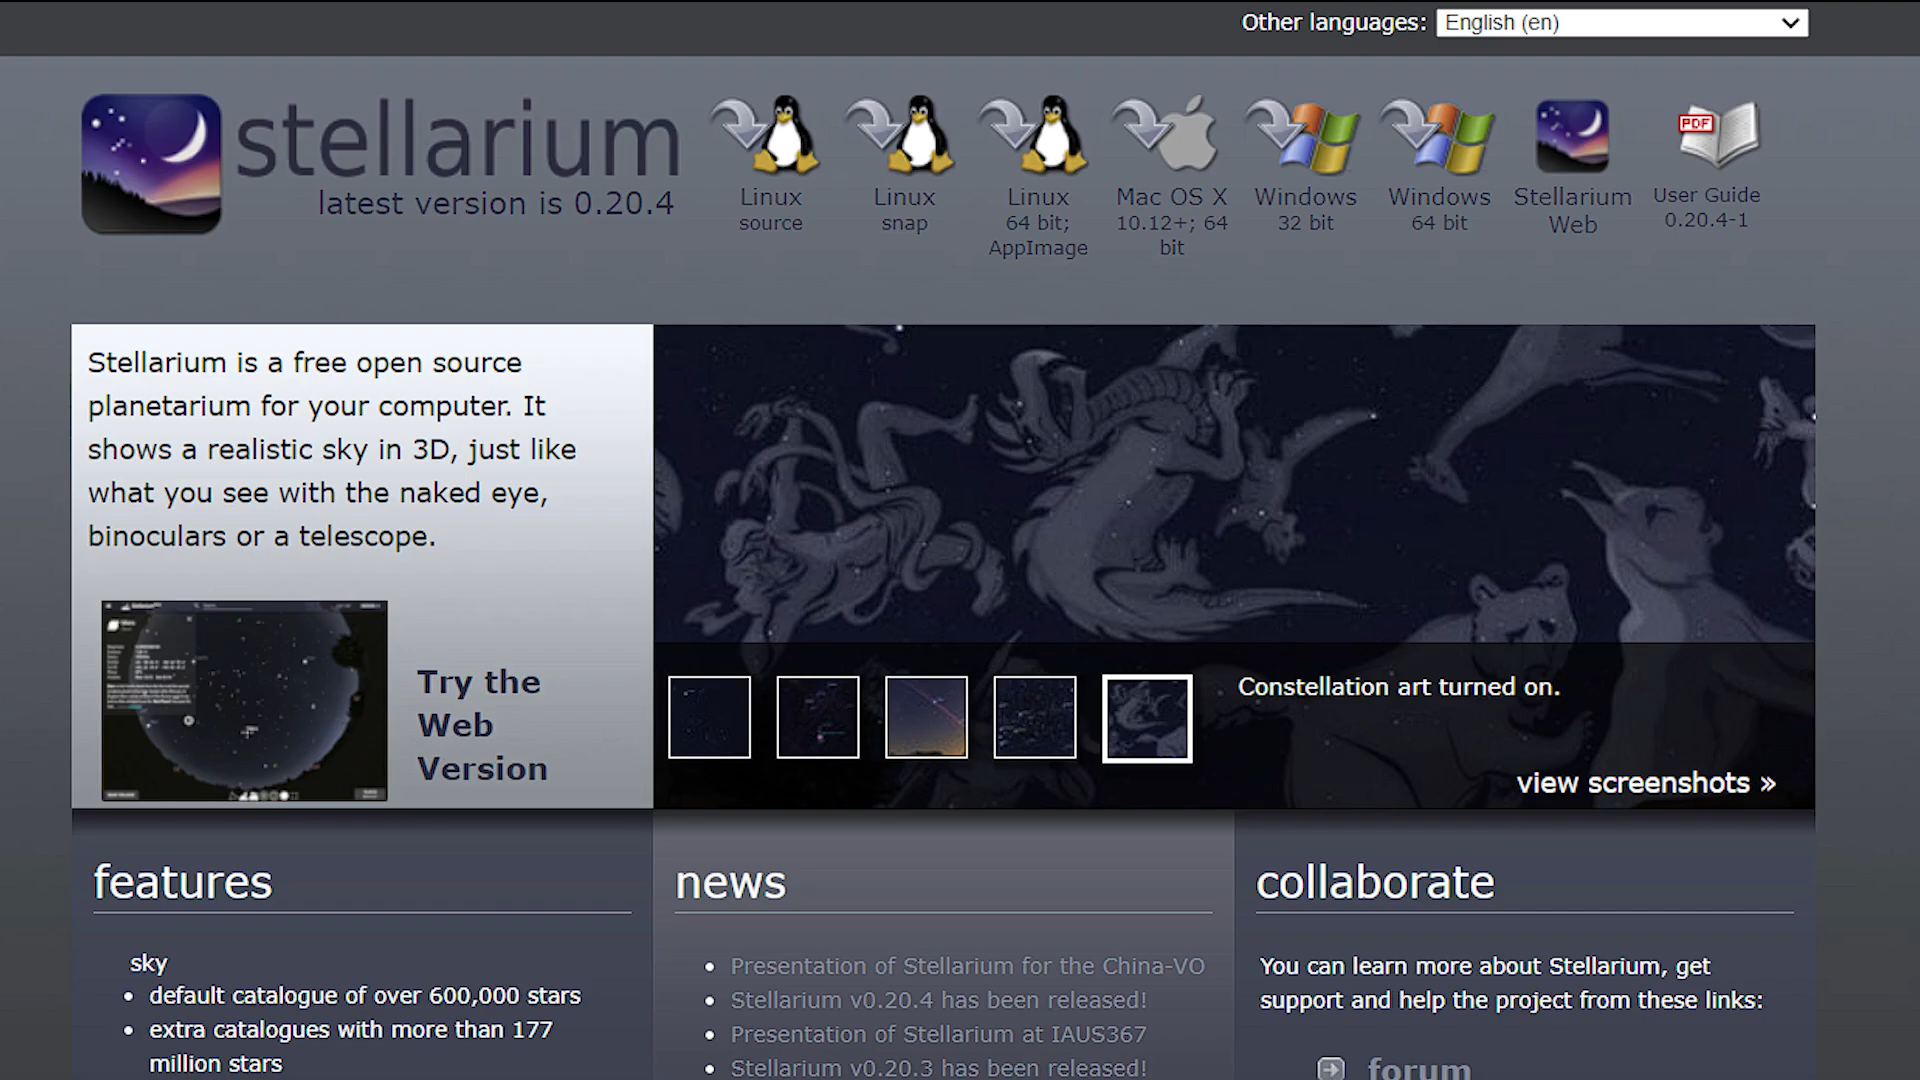 Other languages: English (en)
stellarium
latest version is 0.20.4
Linux
source
Linux
snap
Linux
64 bit;
AppImage
Mac OS X
10.12+; 64
bit
Windows
32 bit
Windows
64 bit
Stellarium
Web
PDF
User Guide
0.20.4-1
Stellarium is a free open source
planetarium for your computer. It
shows a realistic sky in 3D, just like
what you see with the naked eye,
binoculars or a telescope.
Try the
Web
Version
Constellation art turned on.
view screenshots »
features
sky
• default catalogue of over 600,000 stars
• extra catalogues with more than 177
million stars
news
• Presentation of Stellarium for the China-VO
• Stellarium v0.20.4 has been released!
• Presentation of Stellarium at IAUS367
• Stellarium v0.20.3 has been released!
collaborate
You can learn more about Stellarium, get
support and help the project from these links:
forum